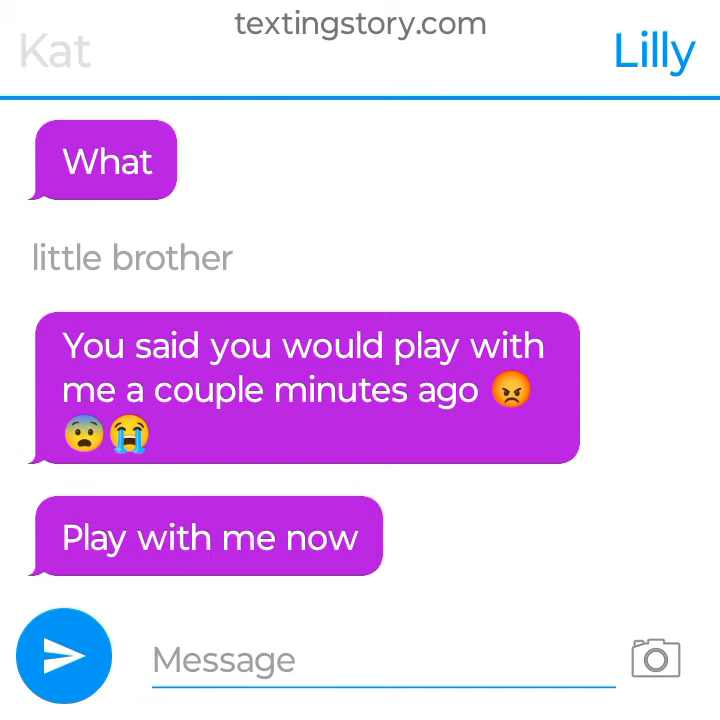 textingstory.com
Kat
Lilly
What
little brother
You said you would play with
me a couple minutes ago 😡
😨😭
Play with me now
Message